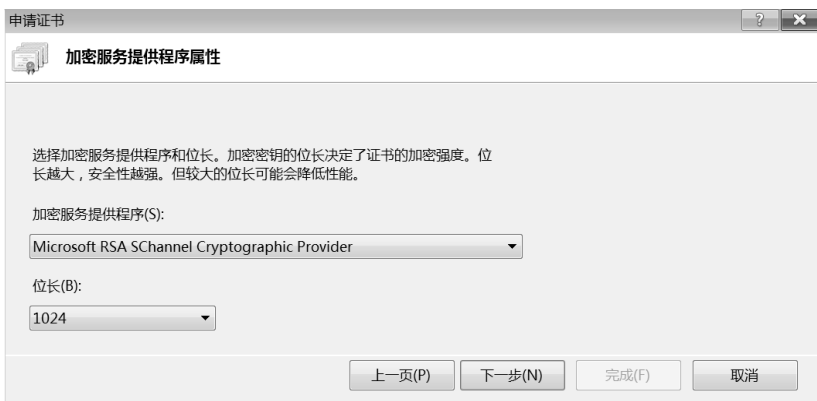 申请证书
加密服务提供程序属性
选择加密服务提供程序和位长。加密密钥的位长决定了证书的加密强度。位
长越大，安全性越强。但较大的位长可能会降低性能。
加密服务提供程序(S):
Microsoft RSA SChannel Cryptographic Provider
位长(B):
1024
上一页(P) 下一步(N) 完成(F) 取消